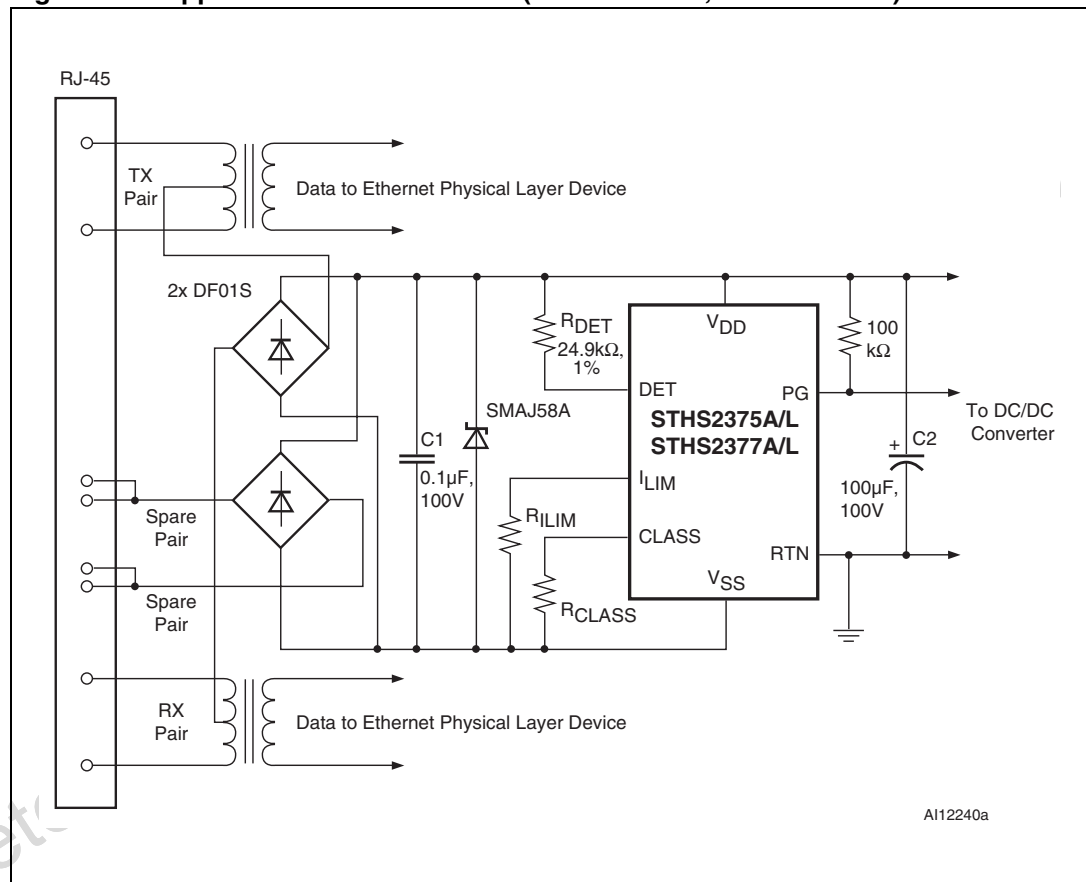 RJ-45
TX
Pair
Data to Ethernet Physical Layer Device
2x DF01S
RDET
24.9kΩ,
1%
VDD
100
kΩ
DET
PG
STHS2375A/L
STHS2377A/L
To DC/DC
Converter
SMAJ58A
C1
0.1µF,
100V
+ C2
100µF,
100V
ILIM
RILIM
CLASS
RTN
RCLASS
VSS
Spare
Pair
Spare
Pair
RX
Pair
Data to Ethernet Physical Layer Device
AI12240a